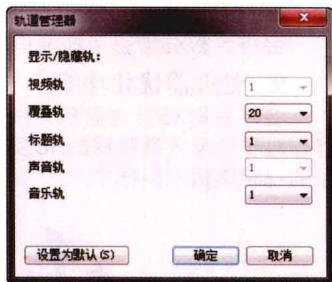 轨道管理器
显示/隐藏轨:
视频轨 1
覆叠轨 20
标题轨 1
声音轨 1
音乐轨 1
设置为默认(S) 确定 取消